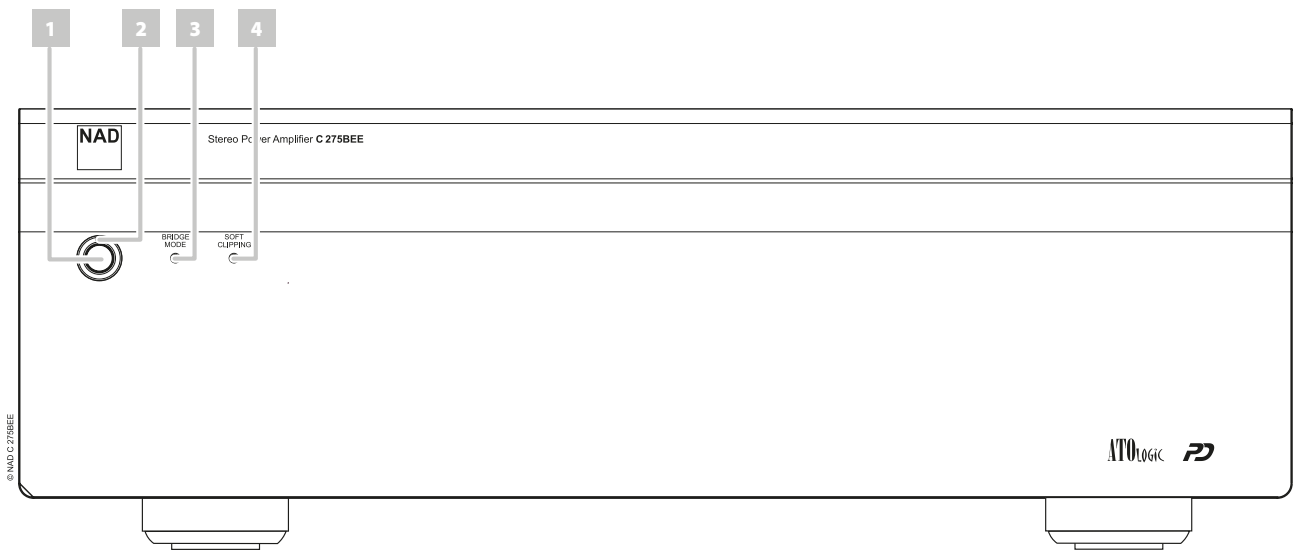 1 2 3 4
NAD
Stereo Power Amplifier C 275BEE
BRIDGE
MODE
SOFT
CLIPPING
© NAD C 275BEE
ATOLOGIC PD